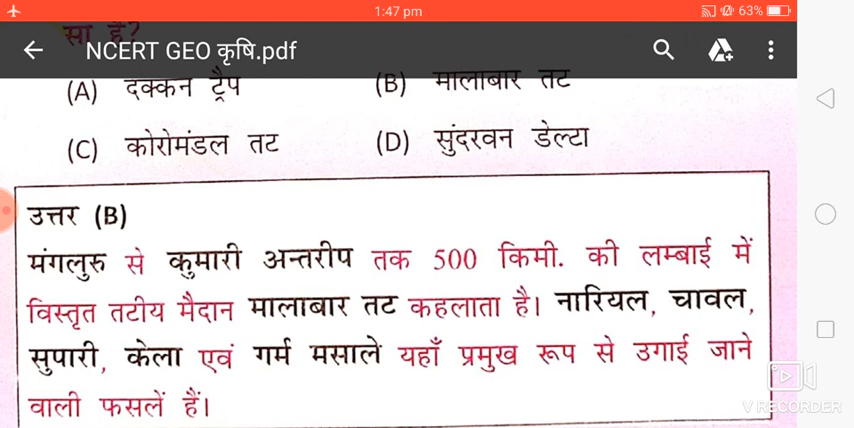 1:47 pm
63%
सा है?
NCERT GEO कृषि.pdf
(A) दक्कन ट्रैप (B) मालाबार तट
(C) कोरोमंडल तट (D) सुंदरवन डेल्टा
उत्तर (B)
मंगलुरु से कुमारी अन्तरीप तक 500 किमी. की लम्बाई में
विस्तृत तटीय मैदान मालाबार तट कहलाता है। नारियल, चावल,
सुपारी, केला एवं गर्म मसाले यहाँ प्रमुख रूप से उगाई जाने
वाली फसलें हैं।
V RECORDER